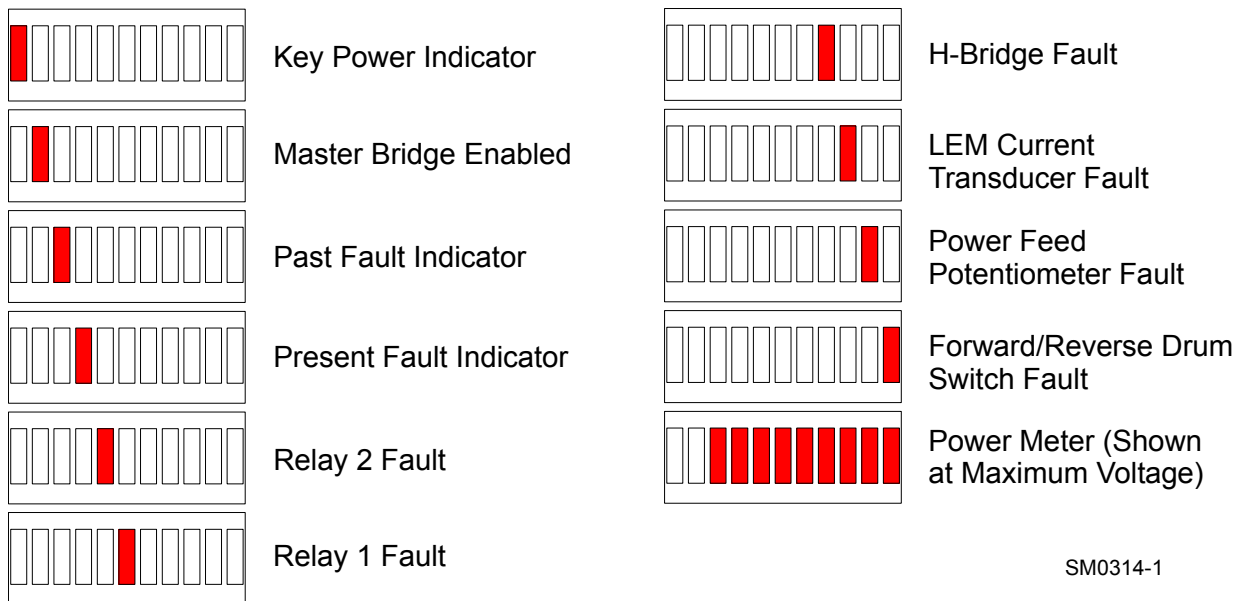 Key Power Indicator
Master Bridge Enabled
Past Fault Indicator
Present Fault Indicator
Relay 2 Fault
Relay 1 Fault
H-Bridge Fault
LEM Current
Transducer Fault
Power Feed
Potentiometer Fault
Forward/Reverse Drum
Switch Fault
Power Meter (Shown
at Maximum Voltage)
SM0314-1